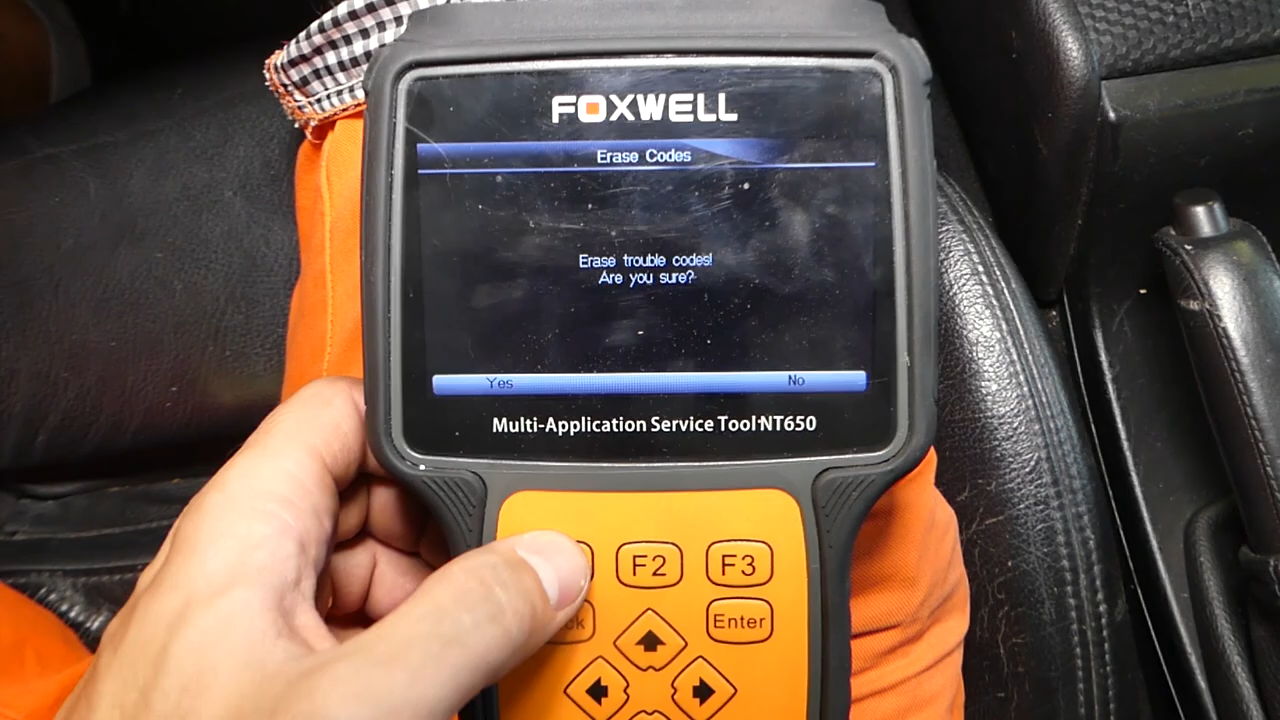 FOXWELL
Erase Codes
Erase trouble codes!
Are you sure?
Yes No
Multi-Application Service Tool NT650
F2 F3
Enter